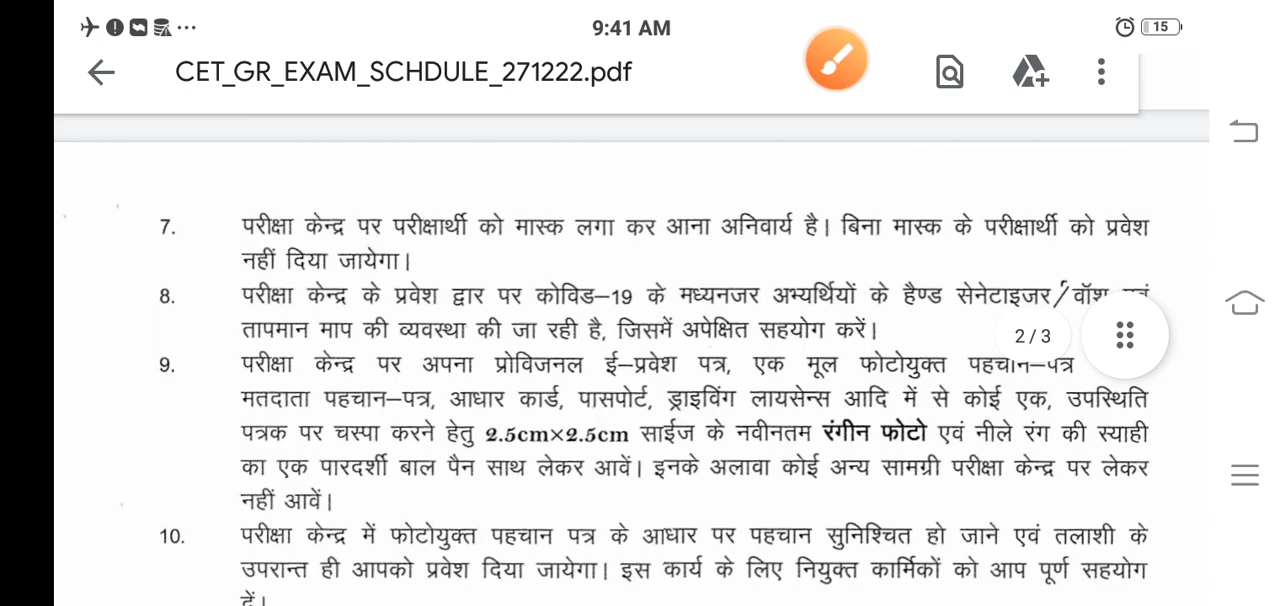 9:41 AM
15
CET_GR_EXAM_SCHDULE_271222.pdf
7. परीक्षा केन्द्र पर परीक्षार्थी को मास्क लगा कर आना अनिवार्य है। बिना मास्क के परीक्षार्थी को प्रवेश
नहीं दिया जायेगा।
8. परीक्षा केन्द्र के प्रवेश द्वार पर कोविड–19 के मध्यनजर अभ्यर्थियों के हैण्ड सेनेटाइजर/
तापमान माप की व्यवस्था की जा रही है, जिसमें अपेक्षित सहयोग करें।
2/3
9. परीक्षा केन्द्र पर अपना प्रोविजनल ई–प्रवेश पत्र, एक मूल फोटोयुक्त पहचान–पत्र
मतदाता पहचान–पत्र, आधार कार्ड, पासपोर्ट, ड्राइविंग लायसेन्स आदि में से कोई एक, उपस्थिति
पत्रक पर चस्पा करने हेतु 2.5cm×2.5cm साईज के नवीनतम रंगीन फोटो एवं नीले रंग की स्याही
का एक पारदर्शी बाल पैन साथ लेकर आवें। इनके अलावा कोई अन्य सामग्री परीक्षा केन्द्र पर लेकर
नहीं आवें।
10. परीक्षा केन्द्र में फोटोयुक्त पहचान पत्र के आधार पर पहचान सुनिश्चित हो जाने एवं तलाशी के
उपरान्त ही आपको प्रवेश दिया जायेगा। इस कार्य के लिए नियुक्त कार्मिकों को आप पूर्ण सहयोग
दें।